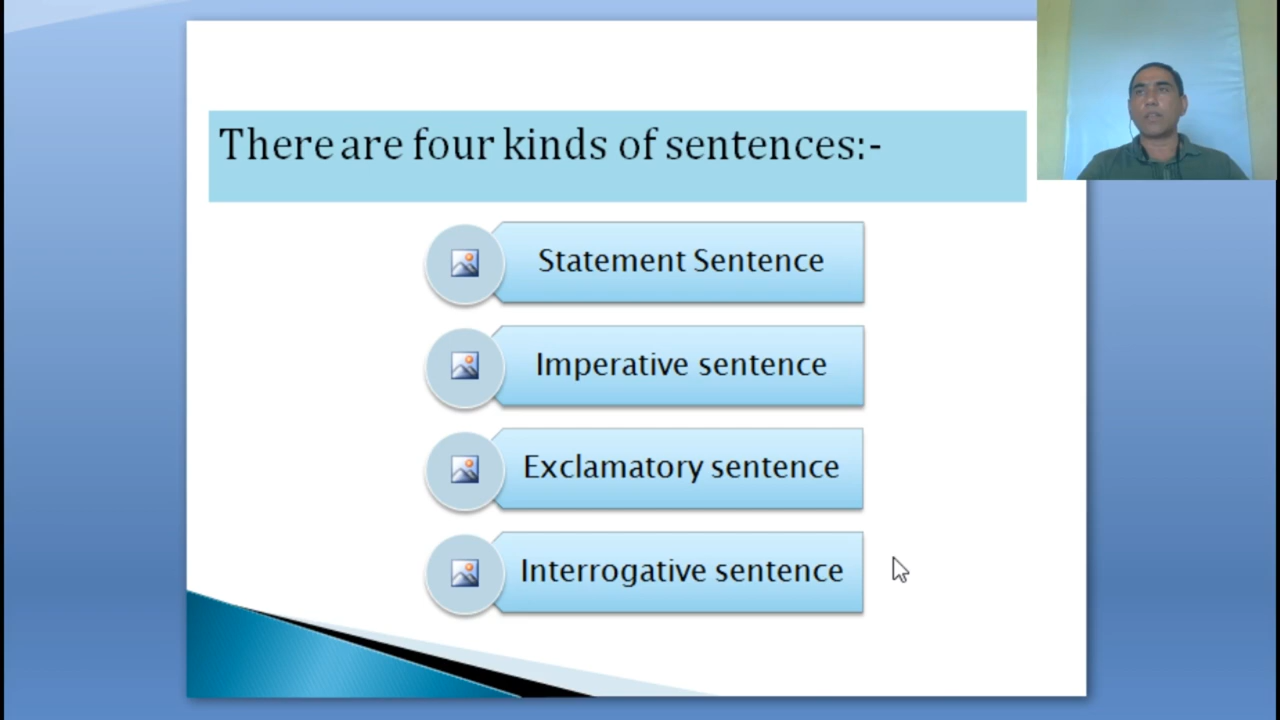 There are four kinds of sentences:-
Statement Sentence
Imperative sentence
Exclamatory sentence
Interrogative sentence